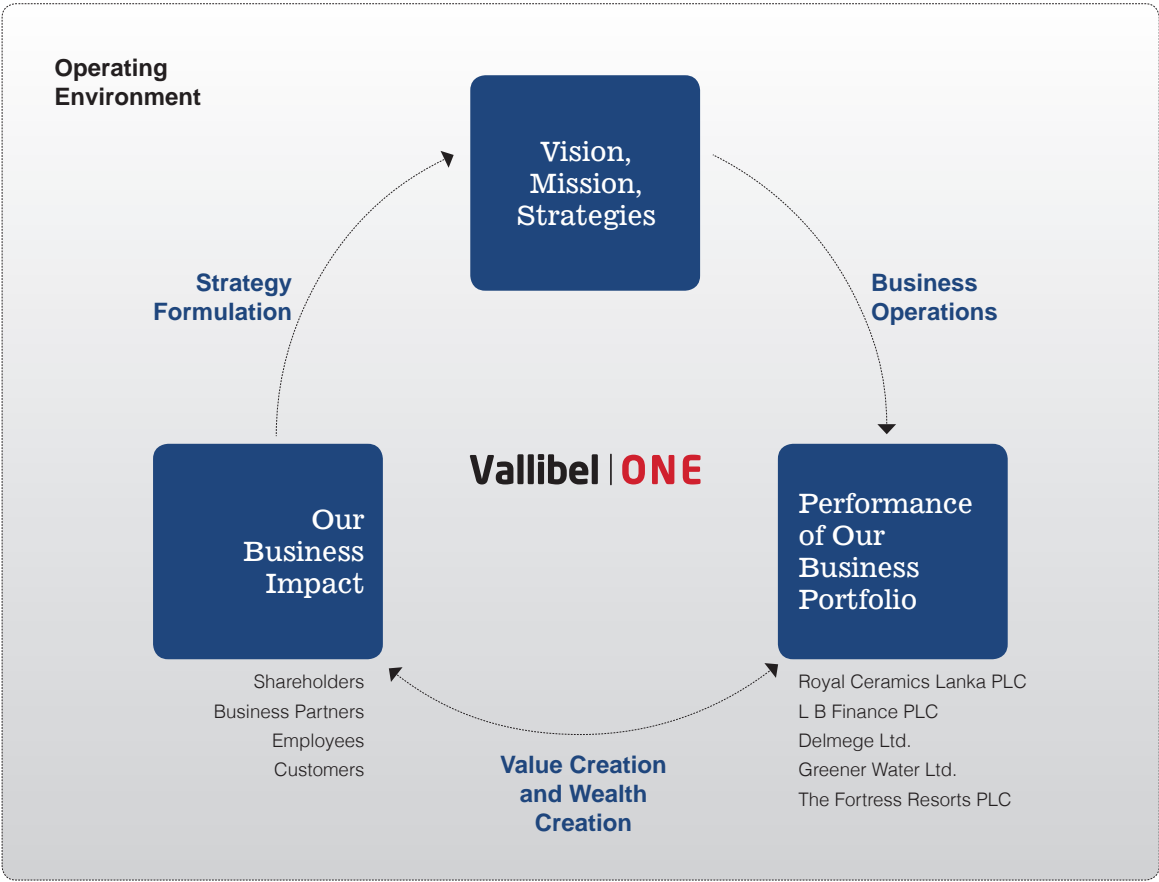 Operating
Environment
Vision,
Mission,
Strategies
Strategy
Formulation
Business
Operations
Vallibel | ONE
Our
Business
Impact
Performance
of Our
Business
Portfolio
Shareholders
Business Partners
Employees
Customers
Royal Ceramics Lanka PLC
L B Finance PLC
Delmege Ltd.
Greener Water Ltd.
The Fortress Resorts PLC
Value Creation
and Wealth
Creation